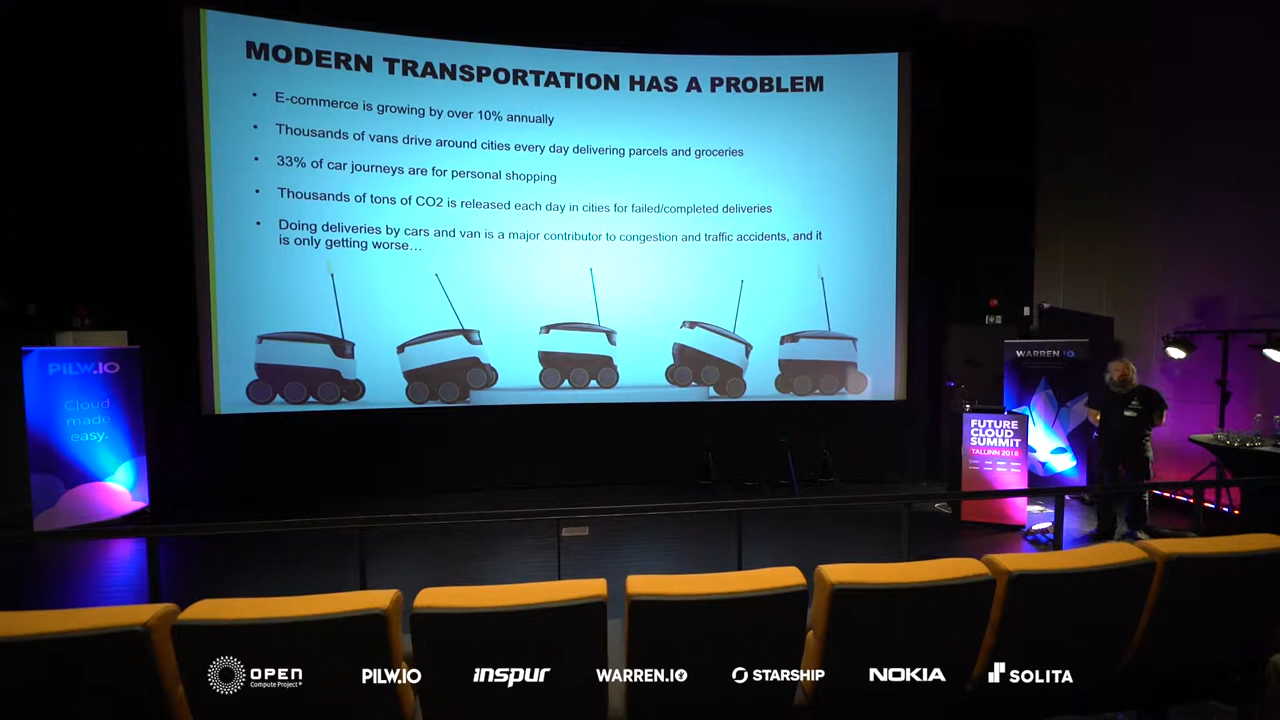 MODERN TRANSPORTATION HAS A PROBLEM
• E-commerce is growing by over 10% annually
• Thousands of vans drive around cities every day delivering parcels and groceries
• 33% of car journeys are for personal shopping
• Thousands of tons of CO2 is released each day in cities for failed/completed deliveries
• Doing deliveries by cars and van is a major contributor to congestion and traffic accidents, and it
is only getting worse…
PILW.IO
Cloud
made
easy.
WARREN.IO
FUTURE
CLOUD
SUMMIT
TALLINN 2018
OPEN
Compute Project®
PILW.IO
inspur
WARREN.IO
STARSHIP
NOKIA
SOLITA